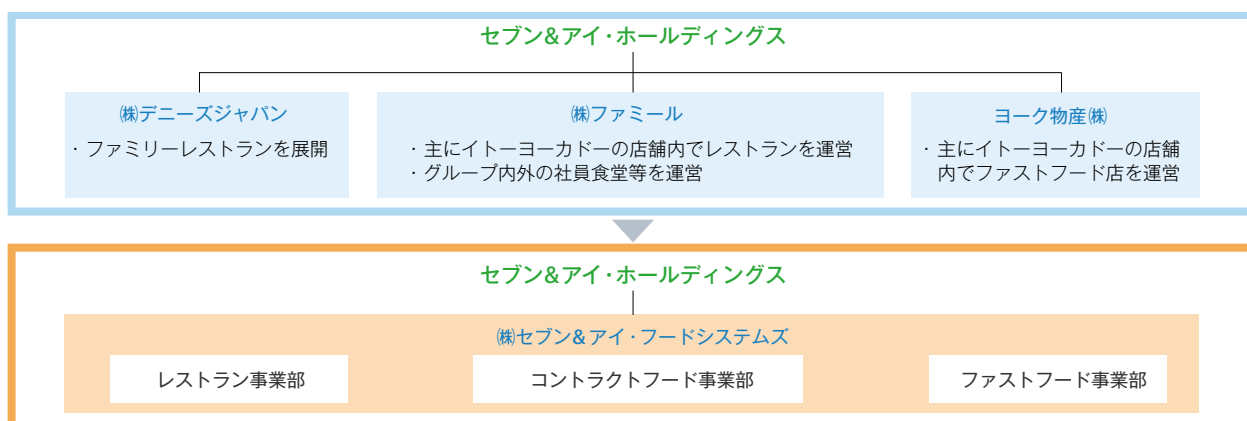 セブン&アイ・ホールディングス
㈱デニーズジャパン
・ファミリーレストランを展開
㈱ファミール
・主にイトーヨーカドーの店舗内でレストランを運営
・グループ内外の社員食堂等を運営
ヨーク物産㈱
・主にイトーヨーカドーの店舗
内でファストフード店を運営
セブン&アイ・ホールディングス
㈱セブン&アイ・フードシステムズ
レストラン事業部
コントラクトフード事業部
ファストフード事業部